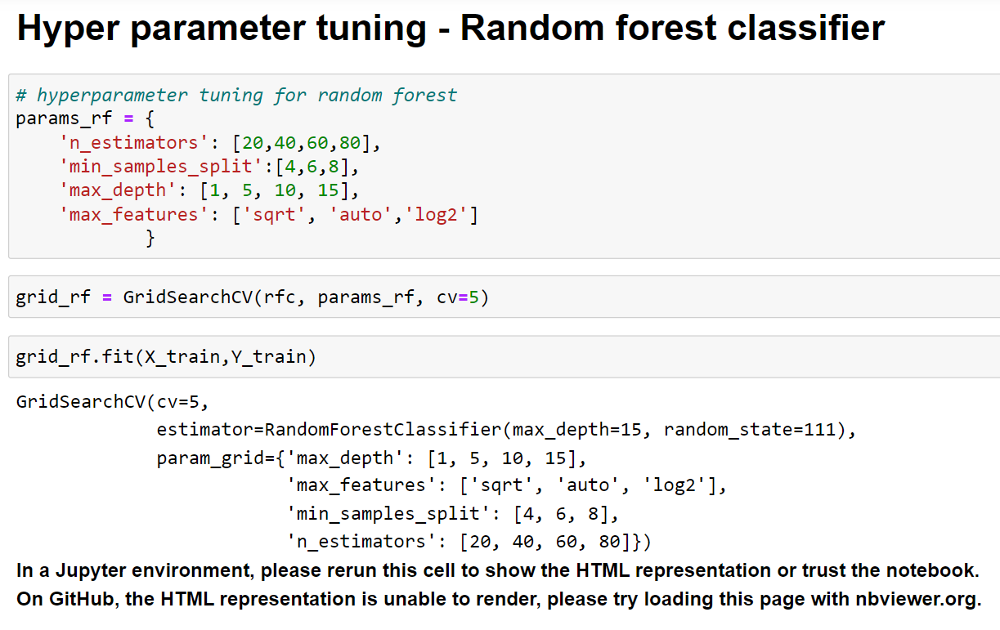 Hyper parameter tuning - Random forest classifier
# hyperparameter tuning for random forest
params_rf = {
    'n_estimators': [20,40,60,80],
    'min_samples_split':[4,6,8],
    'max_depth': [1, 5, 10, 15],
    'max_features': ['sqrt', 'auto','log2']
            }
grid_rf = GridSearchCV(rfc, params_rf, cv=5)
grid_rf.fit(X_train,Y_train)
GridSearchCV(cv=5,
             estimator=RandomForestClassifier(max_depth=15, random_state=111),
             param_grid={'max_depth': [1, 5, 10, 15],
                         'max_features': ['sqrt', 'auto', 'log2'],
                         'min_samples_split': [4, 6, 8],
                         'n_estimators': [20, 40, 60, 80]})
In a Jupyter environment, please rerun this cell to show the HTML representation or trust the notebook.
On GitHub, the HTML representation is unable to render, please try loading this page with nbviewer.org.